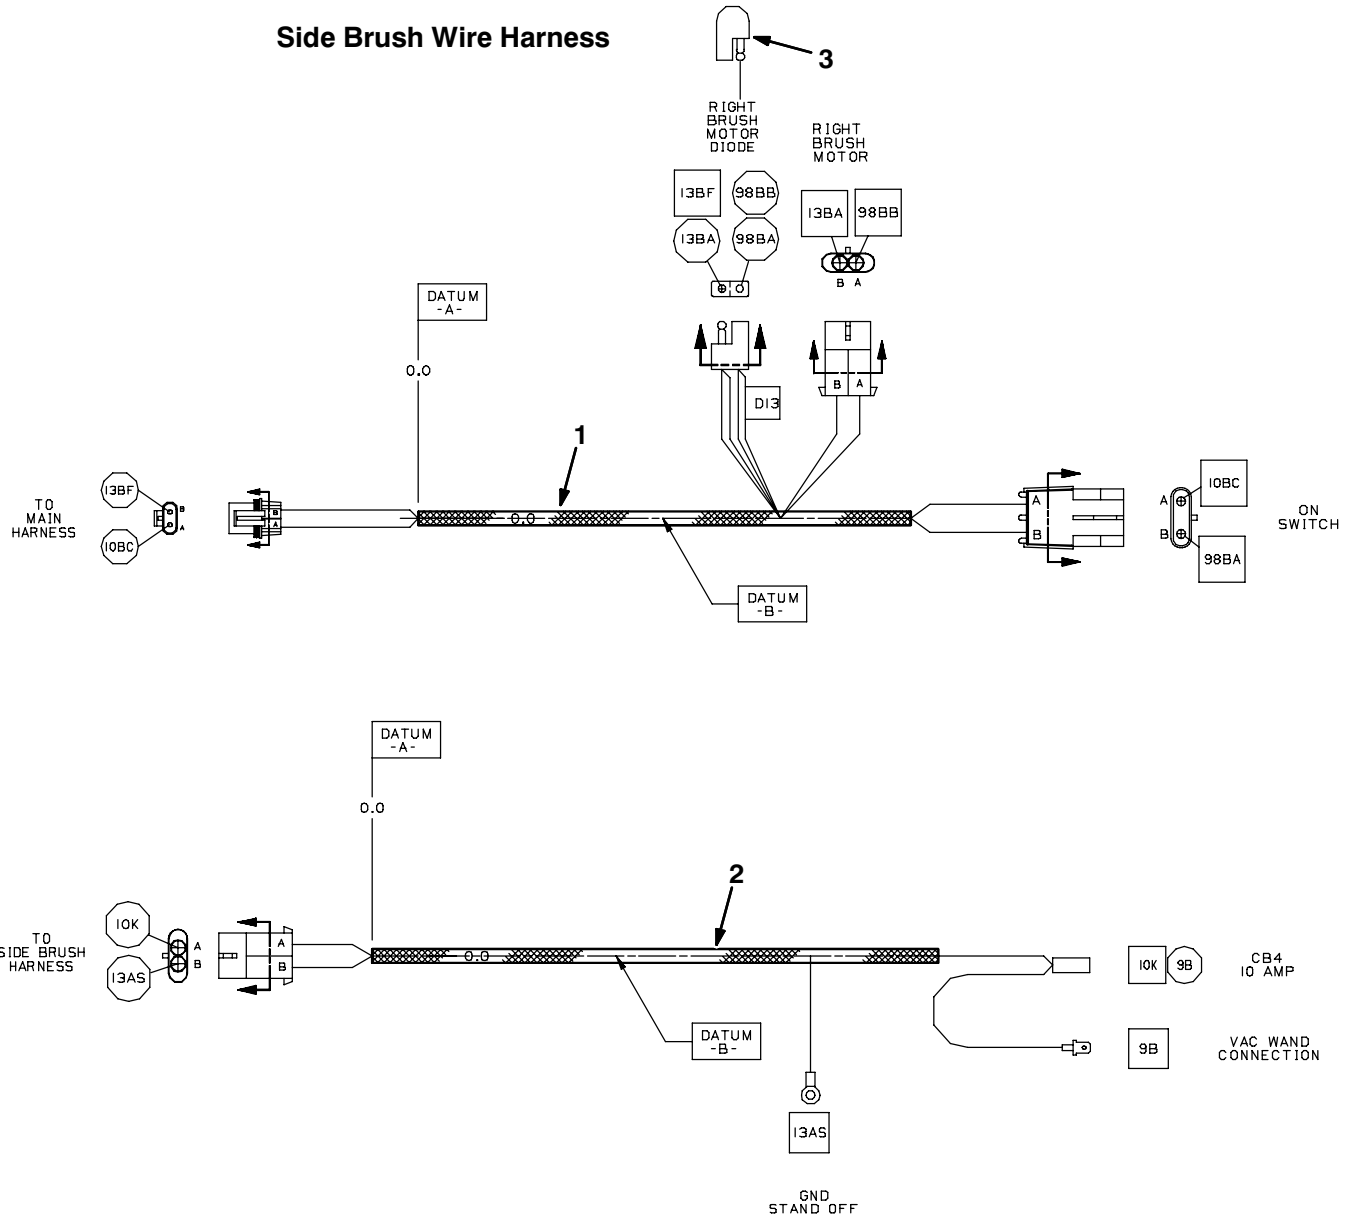 Side Brush Wire Harness
3
RIGHT
BRUSH
MOTOR
DIODE
RIGHT
BRUSH
MOTOR
13BF
98BB
13BA
98BA
13BA
98BB
B A
DATUM
-A-
0.0
D13
B A
1
TO
MAIN
HARNESS
13BF
10BC
B
A
B
A
0.0
A
B
A
B
10BC
98BA
ON
SWITCH
DATUM
-B-
DATUM
-A-
0.0
2
TO
SIDE BRUSH
HARNESS
10K
13AS
A
B
A
B
0.0
10K
9B
CB4
10 AMP
DATUM
-B-
9B
VAC WAND
CONNECTION
13AS
GND
STAND OFF